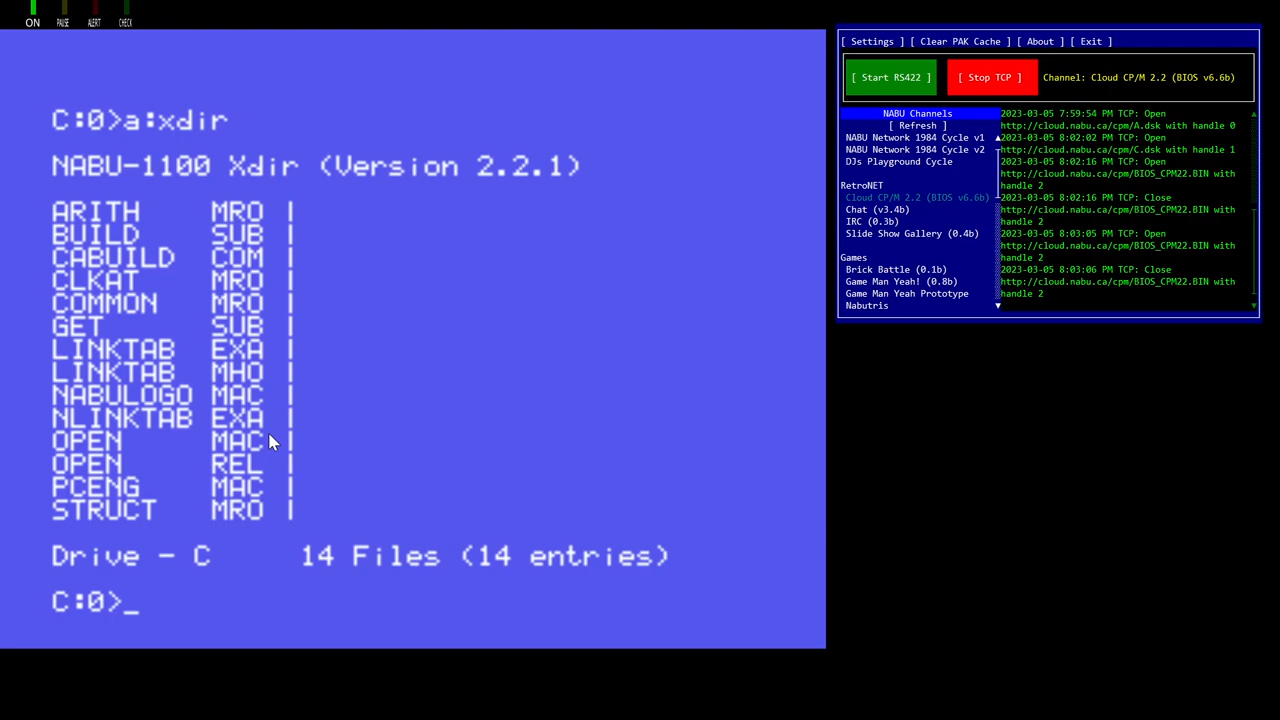 ON PAUSE ALERT CHECK
C:0>a:xdir
NABU-1100 Xdir (Version 2.2.1)
ARITH MRO |
BUILD SUB |
CABUILD COM |
CLKAT MRO |
COMMON MRO |
GET SUB |
LINKTAB EXA |
LINKTAB MHO |
NABULOGO MAC |
NLINKTAB EXA |
OPEN MAC |
OPEN REL |
PCENG MAC |
STRUCT MRO |
Drive - C 14 Files (14 entries)
C:0>_
[ Settings ] [ Clear PAK Cache ] [ About ] [ Exit ]
[ Start RS422 ] [ Stop TCP ] Channel: Cloud CP/M 2.2 (BIOS v6.6b)
NABU Channels
[ Refresh ]
NABU Network 1984 Cycle v1
NABU Network 1984 Cycle v2
DJs Playground Cycle
RetroNET
Cloud CP/M 2.2 (BIOS v6.6b)
Chat (v3.4b)
IRC (0.3b)
Slide Show Gallery (0.4b)
Games
Brick Battle (0.1b)
Game Man Yeah! (0.8b)
Game Man Yeah Prototype
Nabutris
2023-03-05 7:59:54 PM TCP: Open
http://cloud.nabu.ca/cpm/A.dsk with handle 0
2023-03-05 8:02:02 PM TCP: Open
http://cloud.nabu.ca/cpm/C.dsk with handle 1
2023-03-05 8:02:16 PM TCP: Open
http://cloud.nabu.ca/cpm/BIOS_CPM22.BIN with
handle 2
2023-03-05 8:02:16 PM TCP: Close
http://cloud.nabu.ca/cpm/BIOS_CPM22.BIN with
handle 2
2023-03-05 8:03:05 PM TCP: Open
http://cloud.nabu.ca/cpm/BIOS_CPM22.BIN with
handle 2
2023-03-05 8:03:06 PM TCP: Close
http://cloud.nabu.ca/cpm/BIOS_CPM22.BIN with
handle 2